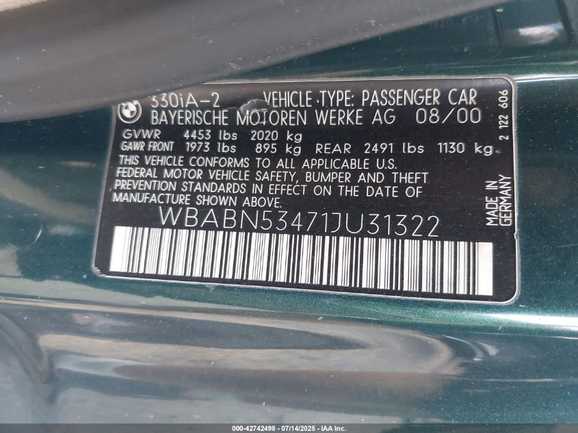 330iA-2 VEHICLE TYPE: PASSENGER CAR
BAYERISCHE MOTOREN WERKE AG 08/00
GVWR 4453 lbs 2020 kg
GAWR FRONT 1973 lbs 895 kg REAR 2491 lbs 1130 kg
THIS VEHICLE CONFORMS TO ALL APPLICABLE U.S.
FEDERAL MOTOR VEHICLE SAFETY, BUMPER AND THEFT
PREVENTION STANDARDS IN EFFECT ON THE DATE OF
MANUFACTURE SHOWN ABOVE.
WBABN53471JU31322
2 122 606
MADE IN
GERMANY
000-42742498 - 07/14/2025 - IAA Inc.